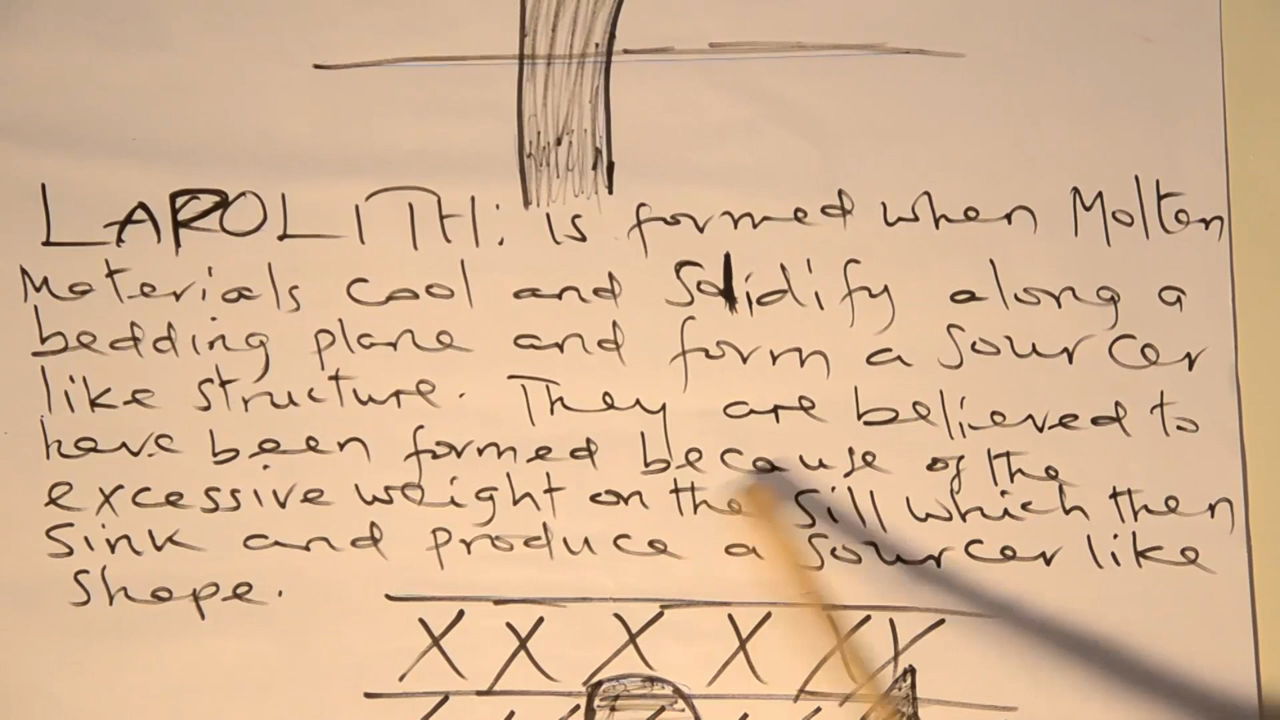 LAPOLITH: is formed when Molten
Materials cool and Solidify along a
bedding plane and form a Sourcer
like structure. They are believed to
have been formed because of the
excessive weight on the Sill which then
Sink and produce a sourcer like
Shape.
X X X X X X